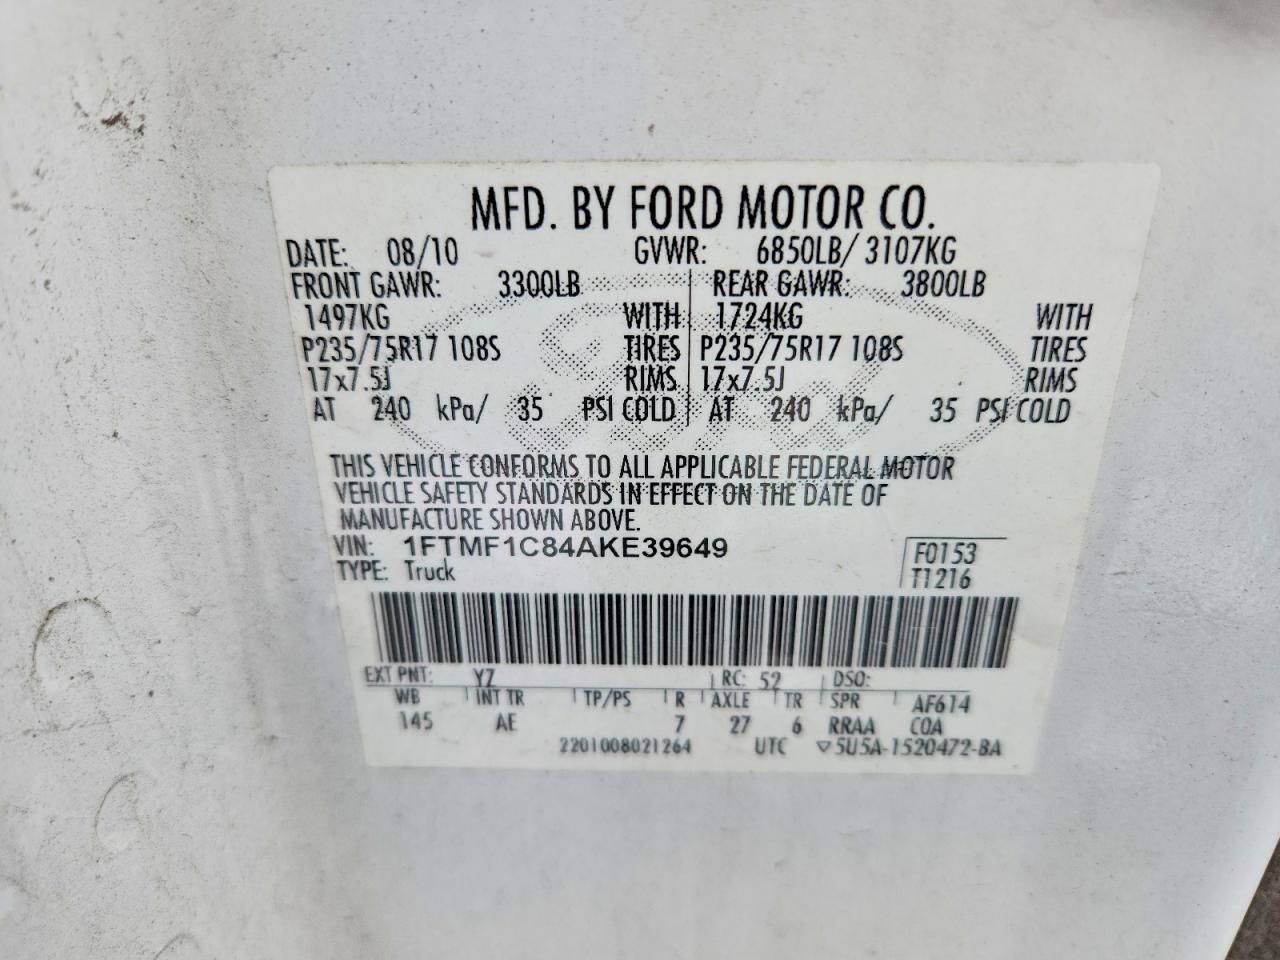 MFD. BY FORD MOTOR CO.
DATE: 08/10 GVWR: 6850LB/ 3107KG
FRONT GAWR: 3300LB REAR GAWR: 3800LB
1497KG WITH 1724KG WITH
P235/75R17 108S TIRES P235/75R17 108S TIRES
17x7.5J RIMS 17x7.5J RIMS
AT 240 kPa/ 35 PSI COLD AT 240 kPa/ 35 PSI COLD
THIS VEHICLE CONFORMS TO ALL APPLICABLE FEDERAL MOTOR
VEHICLE SAFETY STANDARDS IN EFFECT ON THE DATE OF
MANUFACTURE SHOWN ABOVE.
VIN: 1FTMF1C84AKE39649 F0153
TYPE: Truck T1216
EXT PNT: YZ RC: 52 DSO:
WB INT TR TP/PS R AXLE TR SPR AF614
145 AE 7 27 6 RRAA COA
2201008021264 UTC ▽5U5A-1520472-BA